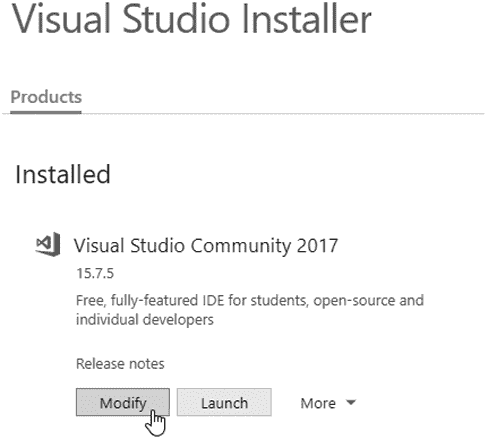 Visual Studio Installer
Products
Installed
Visual Studio Community 2017
15.7.5
Free, fully-featured IDE for students, open-source and
individual developers
Release notes
Modify Launch More